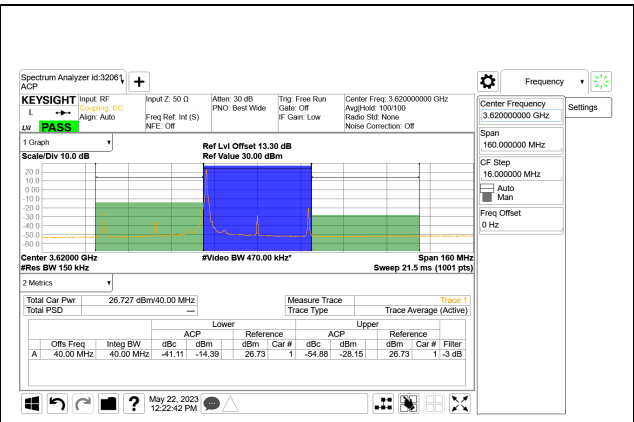 Spectrum Analyzer id:32061
ACP
Frequency
KEYSIGHT
L
LXI
PASS
Input: RF
Coupling: DC
Align: Auto
Input Z: 50 Ω
Freq Ref: Int (S)
NFE: Off
Atten: 30 dB
PNO: Best Wide
Trig: Free Run
Gate: Off
IF Gain: Low
Center Freq: 3.620000000 GHz
Avg|Hold: 100/100
Radio Std: None
Noise Correction: Off
Center Frequency
3.620000000 GHz
Settings
Span
160.000000 MHz
CF Step
16.000000 MHz
Auto
Man
Freq Offset
0 Hz
1 Graph
Scale/Div 10.0 dB
Ref Lvl Offset 13.30 dB
Ref Value 30.00 dBm
20.0
10.0
0.00
-10.0
-20.0
-30.0
-40.0
-50.0
-60.0
Center 3.62000 GHz
#Video BW 470.00 kHz*
Span 160 MHz
#Res BW 150 kHz
Sweep 21.5 ms (1001 pts)
2 Metrics
Total Car Pwr 26.727 dBm/40.00 MHz
Total PSD ---
Measure Trace Trace 1
Trace Type Trace Average (Active)
Lower Upper
ACP Reference ACP Reference
Offs Freq Integ BW dBc dBm dBm Car # dBc dBm dBm Car # Filter
A 40.00 MHz 40.00 MHz -41.11 -14.39 26.73 1 -54.88 -28.15 26.73 1 -3 dB
May 22, 2023
12:22:42 PM